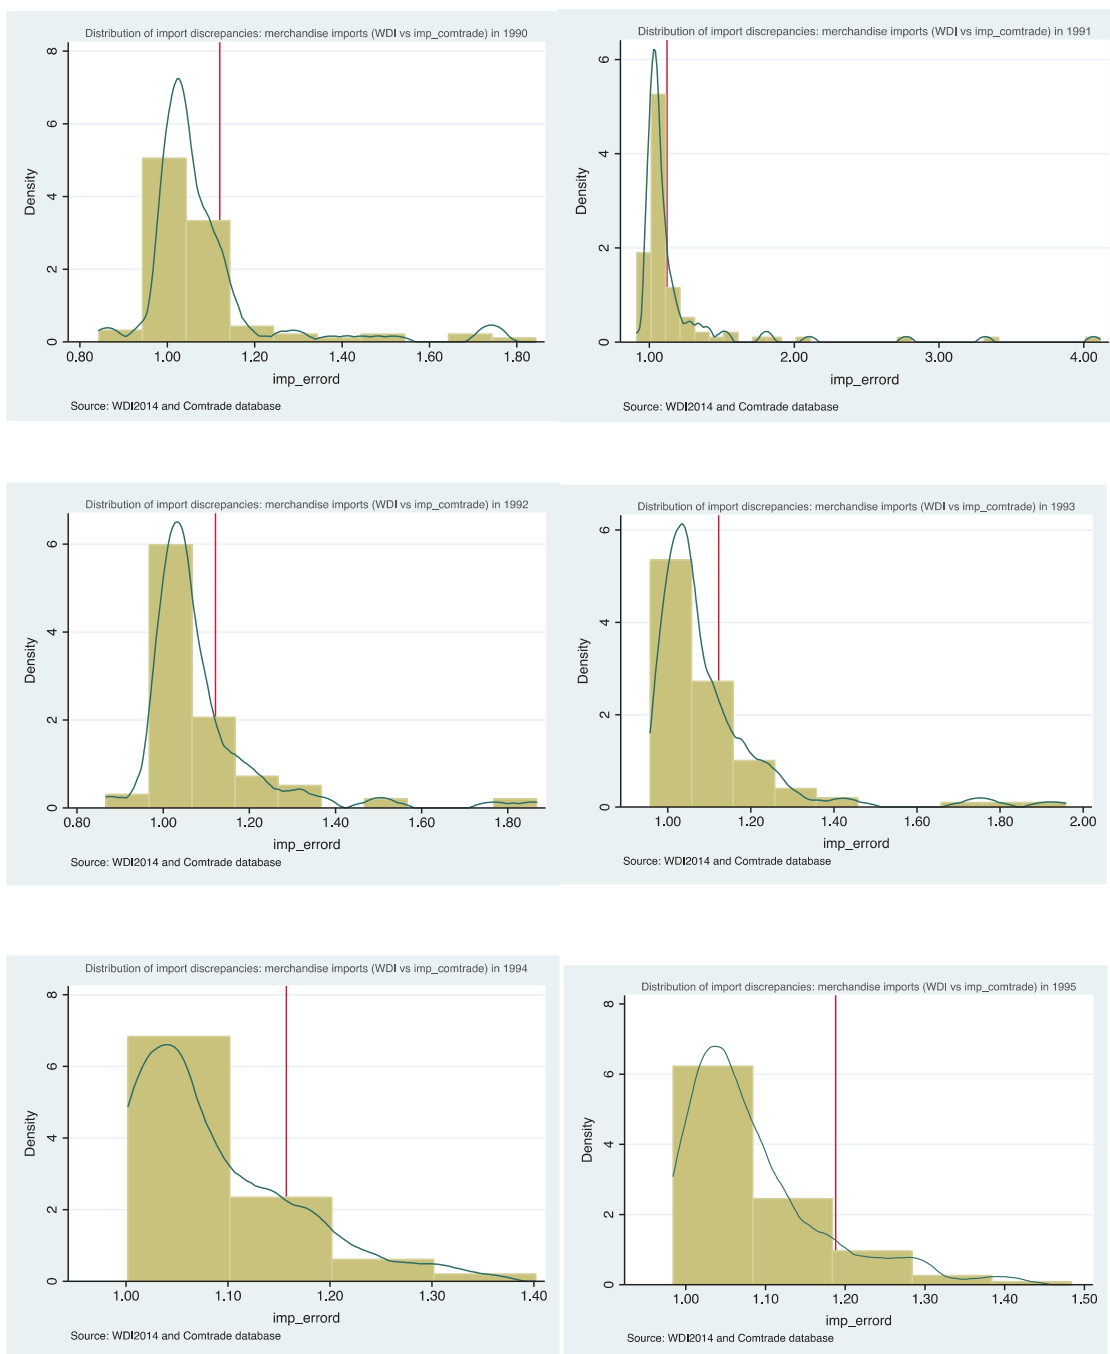 Distribution of import discrepancies: merchandise imports (WDI vs imp_comtrade) in 1990
Density
8
6
4
2
0
0.80 1.00 1.20 1.40 1.60 1.80
imp_errord
Source: WDI2014 and Comtrade database
Distribution of import discrepancies: merchandise imports (WDI vs imp_comtrade) in 1991
Density
6
4
2
0
1.00 2.00 3.00 4.00
imp_errord
Source: WDI2014 and Comtrade database
Distribution of import discrepancies: merchandise imports (WDI vs imp_comtrade) in 1992
Density
6
4
2
0
0.80 1.00 1.20 1.40 1.60 1.80
imp_errord
Source: WDI2014 and Comtrade database
Distribution of import discrepancies: merchandise imports (WDI vs imp_comtrade) in 1993
Density
6
4
2
0
1.00 1.20 1.40 1.60 1.80 2.00
imp_errord
Source: WDI2014 and Comtrade database
Distribution of import discrepancies: merchandise imports (WDI vs imp_comtrade) in 1994
Density
8
6
4
2
0
1.00 1.10 1.20 1.30 1.40
imp_errord
Source: WDI2014 and Comtrade database
Distribution of import discrepancies: merchandise imports (WDI vs imp_comtrade) in 1995
Density
8
6
4
2
0
1.00 1.10 1.20 1.30 1.40 1.50
imp_errord
Source: WDI2014 and Comtrade database